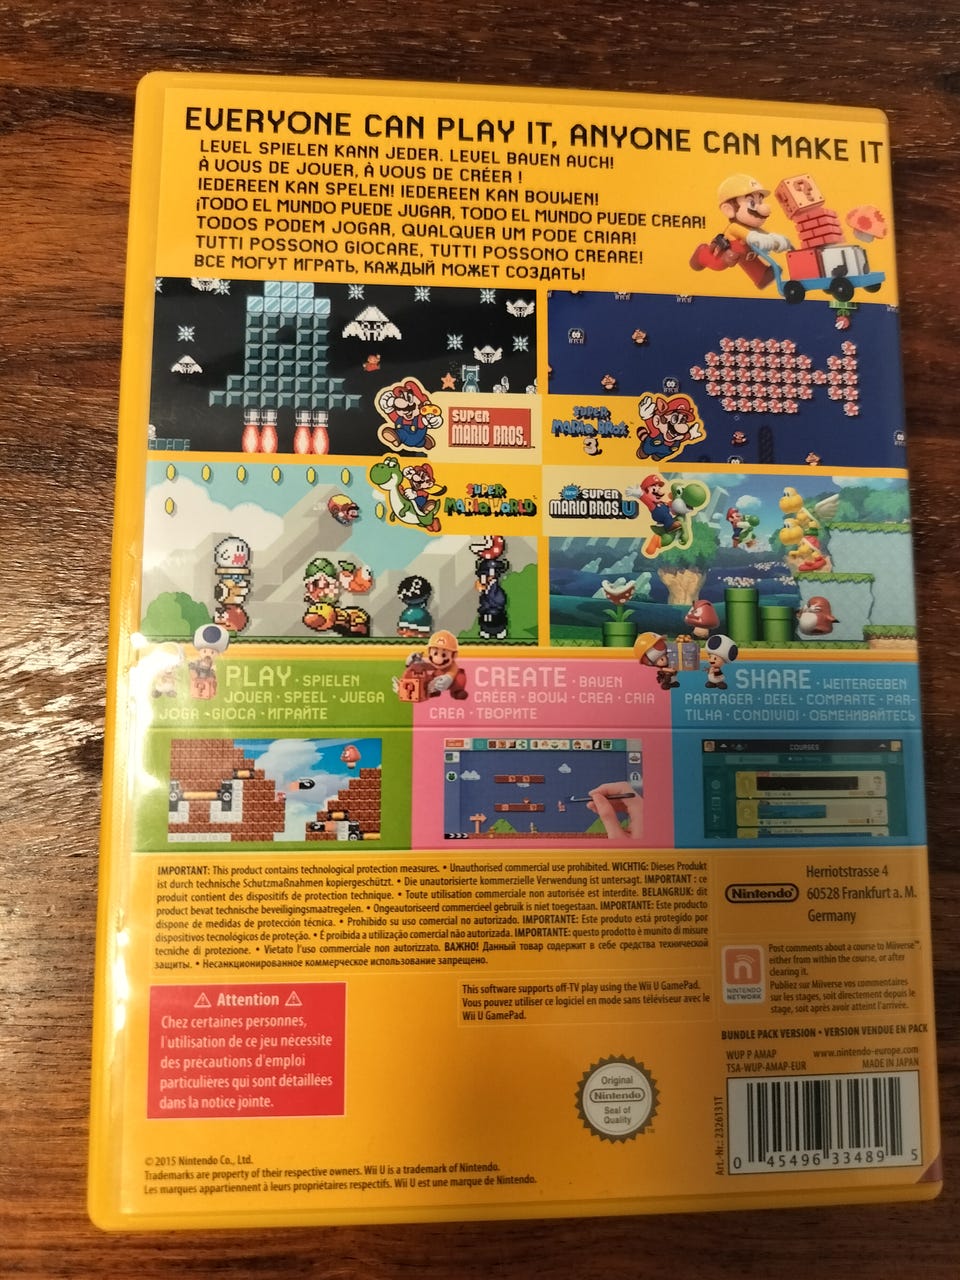 EVERYONE CAN PLAY IT, ANYONE CAN MAKE IT
LEVEL SPIELEN KANN JEDER. LEVEL BAUEN AUCH!
À VOUS DE JOUER, À VOUS DE CRÉER !
IEDEREEN KAN SPELEN! IEDEREEN KAN BOUWEN!
¡TODO EL MUNDO PUEDE JUGAR, TODO EL MUNDO PUEDE CREAR!
TODOS PODEM JOGAR, QUALQUER UM PODE CRIAR!
TUTTI POSSONO GIOCARE, TUTTI POSSONO CREARE!
ВСЕ МОГУТ ИГРАТЬ, КАЖДЫЙ МОЖЕТ СОЗДАТЬ!
SUPER
MARIO BROS.
SUPER
MARIO BROS.
3
SUPER
MARIO WORLD
NEW SUPER
MARIO BROS. U
PLAY · SPIELEN
JOUER · SPEEL · JUEGA
JOGA · GIOCA · ИГРАЙТЕ
CREATE · BAUEN
CRÉER · BOUW · CREA · CRIA
CREA · ТВОРИТЕ
SHARE · WEITERGEBEN
PARTAGER · DEEL · COMPARTE · PAR-
TILHA · CONDIVIDI · ОБМЕНИВАЙТЕСЬ
COURSES
IMPORTANT: This product contains technological protection measures. • Unauthorised commercial use prohibited. WICHTIG: Dieses Produkt
ist durch technische Schutzmaßnahmen kopiergeschützt. • Die unautorisierte kommerzielle Verwendung ist untersagt. IMPORTANT : ce
produit contient des dispositifs de protection technique. • Toute utilisation commerciale non autorisée est interdite. BELANGRIJK: dit
product bevat technische beveiligingsmaatregelen. • Ongeautoriseerd commercieel gebruik is niet toegestaan. IMPORTANTE: Este producto
dispone de medidas de protección técnica. • Prohibido su uso comercial no autorizado. IMPORTANTE: Este produto está protegido por
dispositivos tecnológicos de proteção. • É proibida a utilização comercial não autorizada. IMPORTANTE: questo prodotto è munito di misure
tecniche di protezione. • Vietato l'uso commerciale non autorizzato. ВАЖНО! Данный товар содержит в себе средства технической
защиты. • Несанкционированное коммерческое использование запрещено.
Nintendo
Herriotstrasse 4
60528 Frankfurt a. M.
Germany
NINTENDO
NETWORK
Post comments about a course to Miiverse™,
either from within the course, or after
clearing it.
Publiez sur Miiverse vos commentaires
sur les stages, soit directement depuis le
stage, soit après avoir atteint l'arrivée.
This software supports off-TV play using the Wii U GamePad.
Vous pouvez utiliser ce logiciel en mode sans téléviseur avec le
Wii U GamePad.
Attention
Chez certaines personnes,
l'utilisation de ce jeu nécessite
des précautions d'emploi
particulières qui sont détaillées
dans la notice jointe.
Original
Nintendo
Seal of
Quality
TM
BUNDLE PACK VERSION • VERSION VENDUE EN PACK
WUP P AMAP
TSA-WUP-AMAP-EUR
www.nintendo-europe.com
MADE IN JAPAN
Art.-Nr.: 2326131T
0 45496 33489 5
© 2015 Nintendo Co., Ltd.
Trademarks are property of their respective owners. Wii U is a trademark of Nintendo.
Les marques appartiennent à leurs propriétaires respectifs. Wii U est une marque de Nintendo.